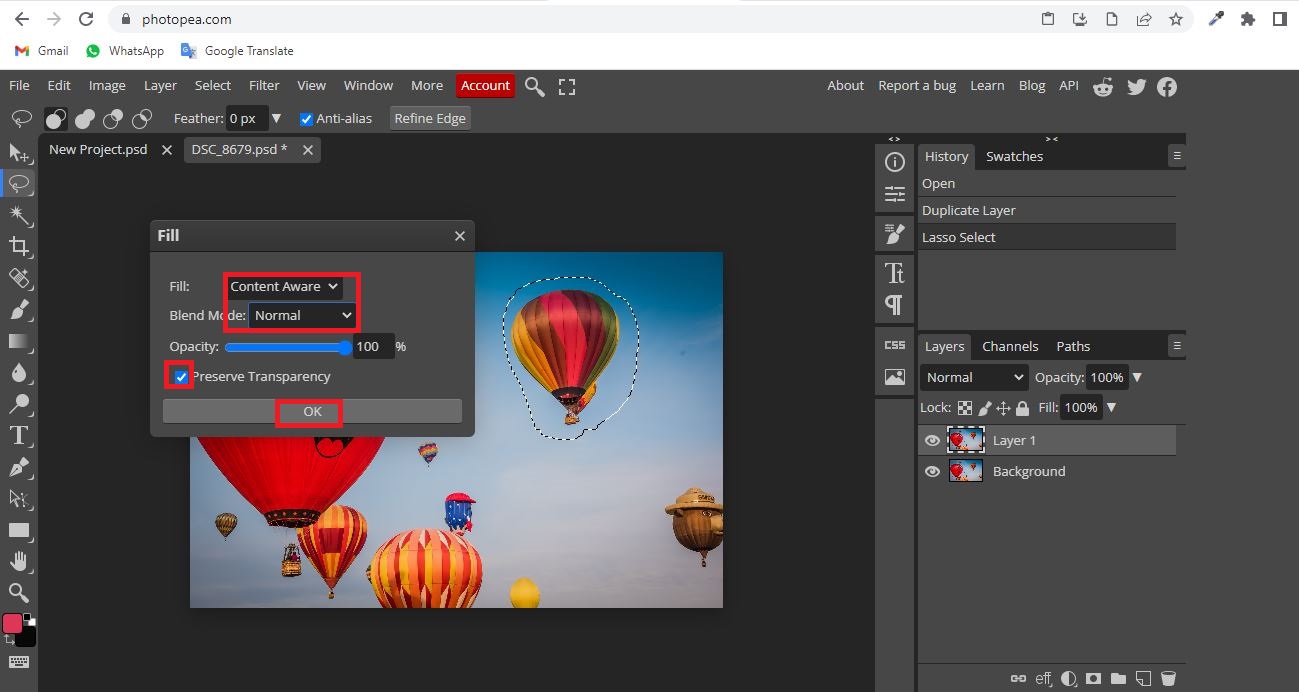 photopea.com
Gmail WhatsApp Google Translate
File Edit Image Layer Select Filter View Window More Account About Report a bug Learn Blog API
Feather: 0 px Anti-alias Refine Edge
New Project.psd DSC_8679.psd *
< > > <
History Swatches
Open
Duplicate Layer
Lasso Select
Fill
Fill: Content Aware
Blend Mode: Normal
Opacity: 100 %
Preserve Transparency
OK
CSS
Layers Channels Paths
Normal Opacity: 100%
Lock: Fill: 100%
Layer 1
Background
eff